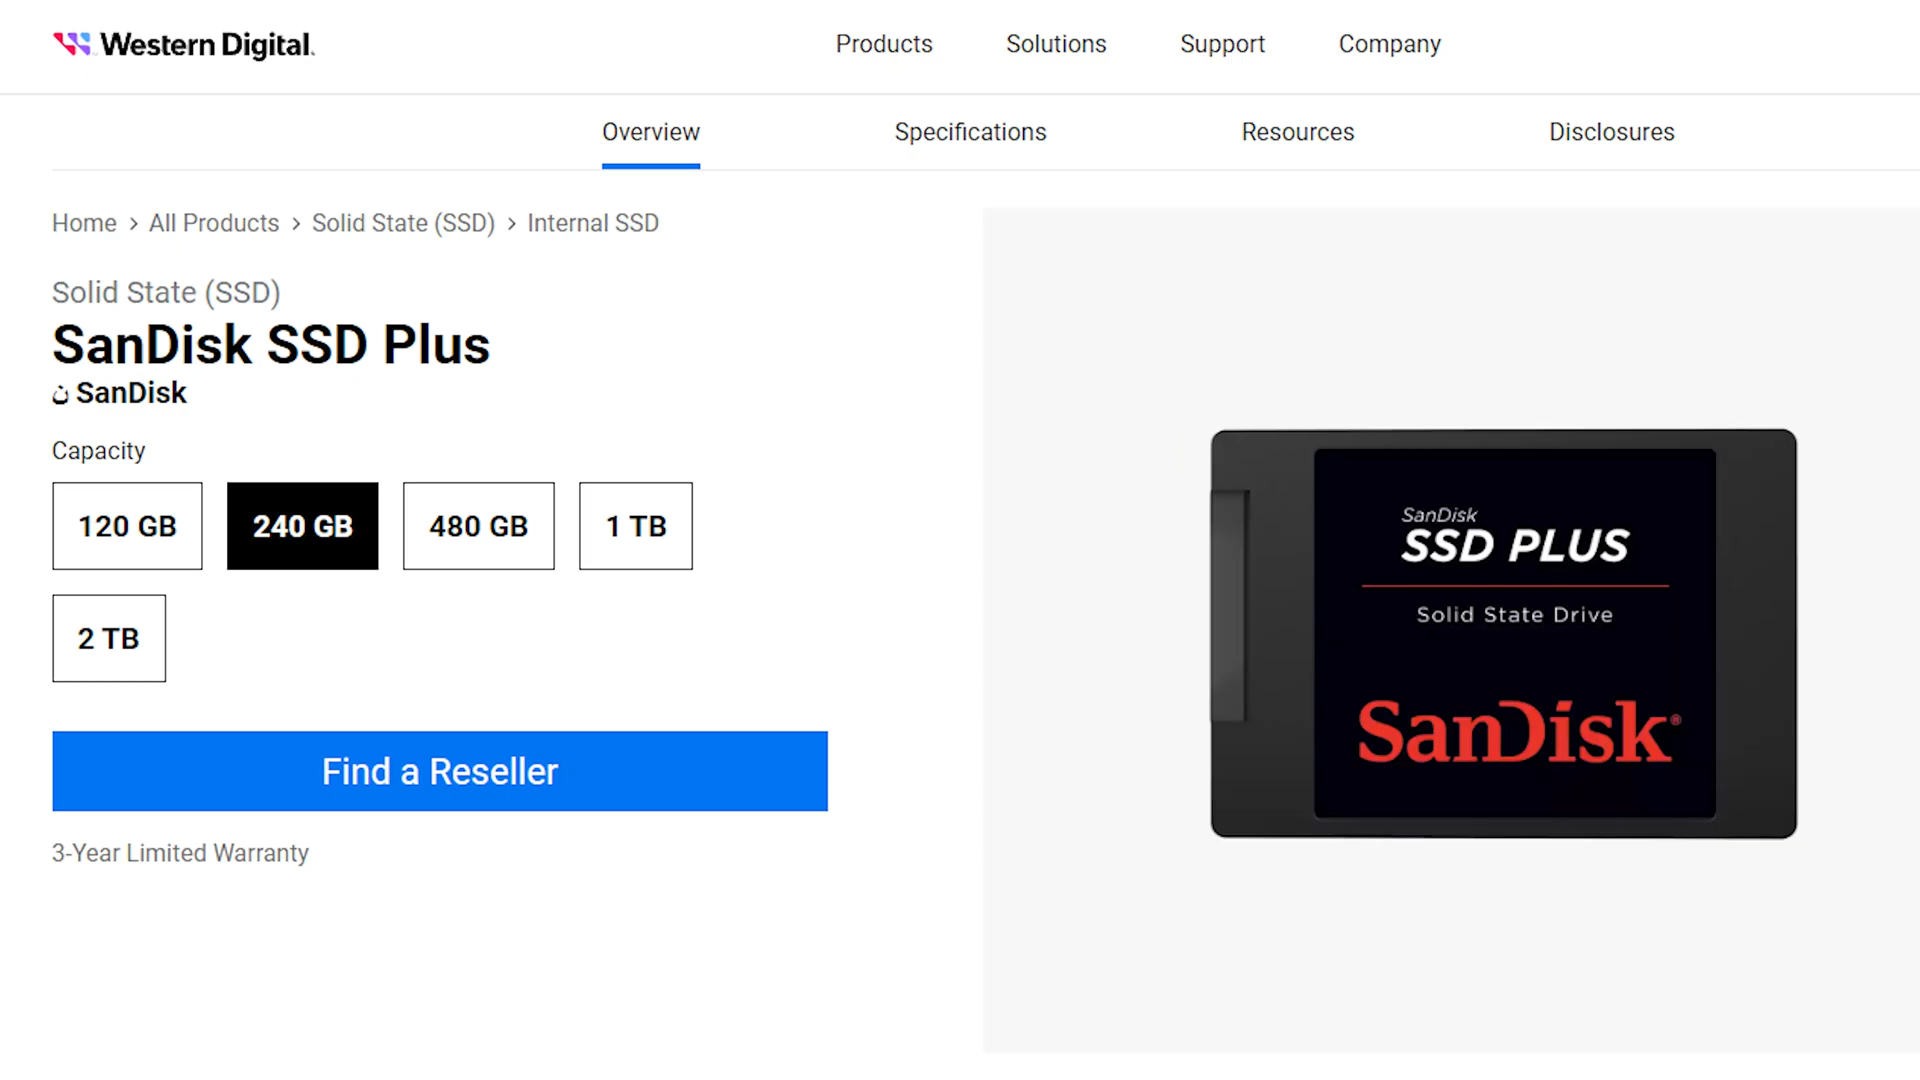 Western Digital.
Products Solutions Support Company
Overview Specifications Resources Disclosures
Home > All Products > Solid State (SSD) > Internal SSD
Solid State (SSD)
SanDisk SSD Plus
SanDisk
Capacity
120 GB 240 GB 480 GB 1 TB
2 TB
Find a Reseller
3-Year Limited Warranty
SanDisk
SSD PLUS
Solid State Drive
SanDisk®